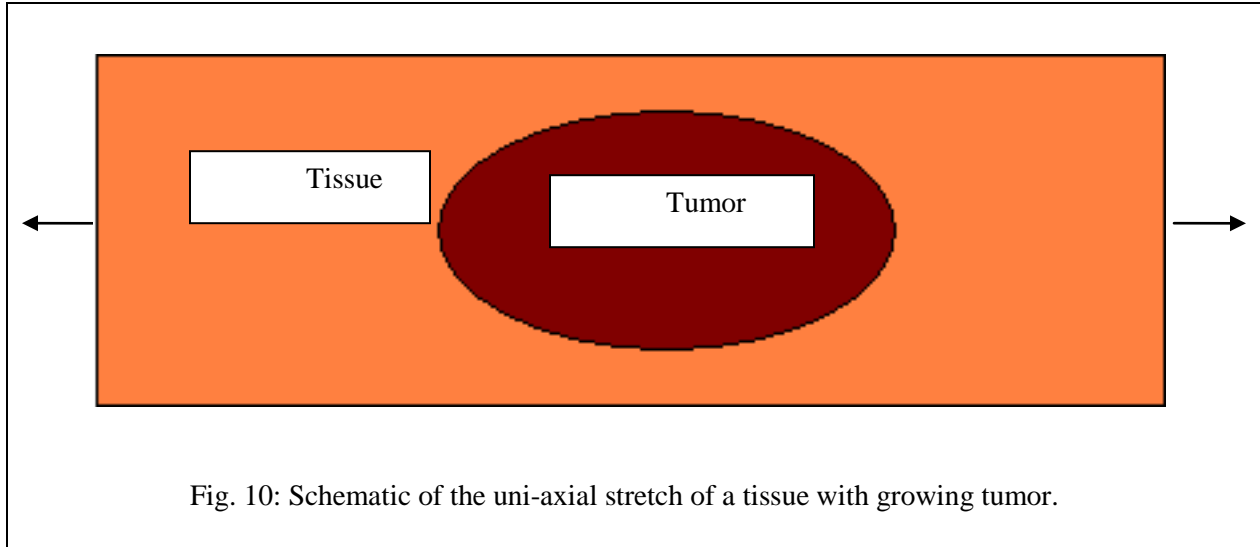 Tissue
Tumor
Fig. 10: Schematic of the uni-axial stretch of a tissue with growing tumor.